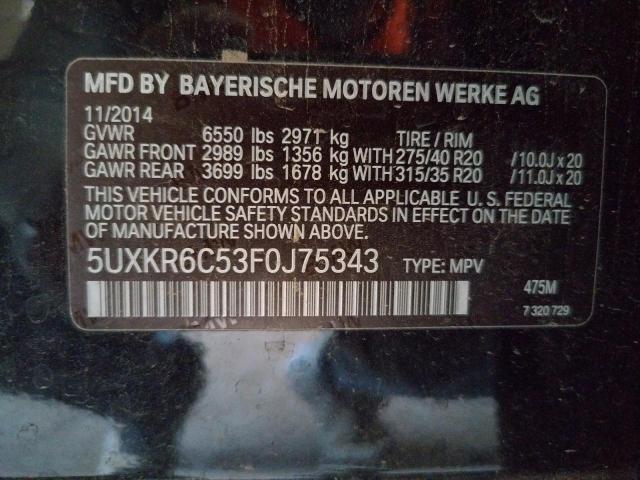 MFD BY BAYERISCHE MOTOREN WERKE AG
11/2014
GVWR 6550 lbs 2971 kg TIRE / RIM
GAWR FRONT 2989 lbs 1356 kg WITH 275/40 R20 /10.0J x 20
GAWR REAR 3699 lbs 1678 kg WITH 315/35 R20 /11.0J x 20
THIS VEHICLE CONFORMS TO ALL APPLICABLE U. S. FEDERAL
MOTOR VEHICLE SAFETY STANDARDS IN EFFECT ON THE DATE
OF MANUFACTURE SHOWN ABOVE.
5UXKR6C53F0J75343 TYPE: MPV
475M
7 320 729